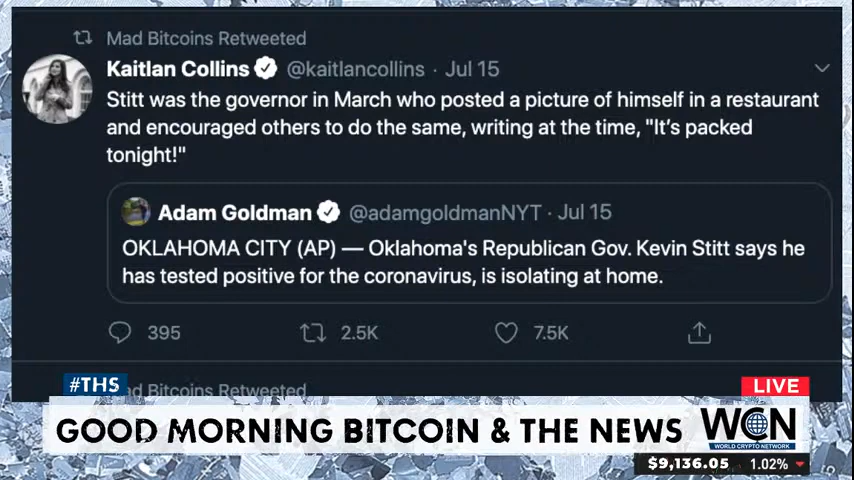 Mad Bitcoins Retweeted
Kaitlan Collins @kaitlancollins · Jul 15
Stitt was the governor in March who posted a picture of himself in a restaurant
and encouraged others to do the same, writing at the time, "It's packed
tonight!"
Adam Goldman @adamgoldmanNYT · Jul 15
OKLAHOMA CITY (AP) — Oklahoma's Republican Gov. Kevin Stitt says he
has tested positive for the coronavirus, is isolating at home.
395 2.5K 7.5K
#THS
ad Bitcoins Retweeted
LIVE
GOOD MORNING BITCOIN & THE NEWS
WCN
WORLD CRYPTO NETWORK
$9,136.05 1.02%